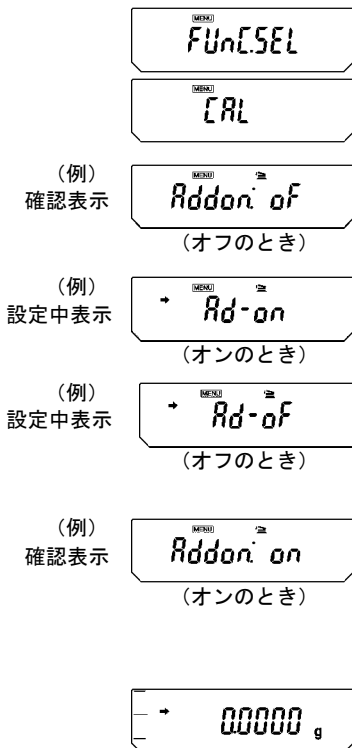 MENU
FUnC.SEL
MENU
CAL
(例)
確認表示
MENU
Addon: oF
(オフのとき)
(例)
設定中表示
MENU
Ad-on
(オンのとき)
(例)
設定中表示
MENU
Ad-oF
(オフのとき)
(例)
確認表示
MENU
Addon: on
(オンのとき)
0.0000 g